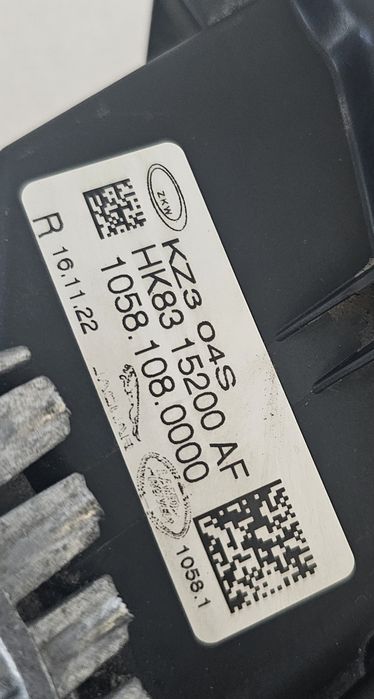 ZKW
KZ3 04S
HK83 15200 AF
1058.108.0000
R 16.11.22
1058.1